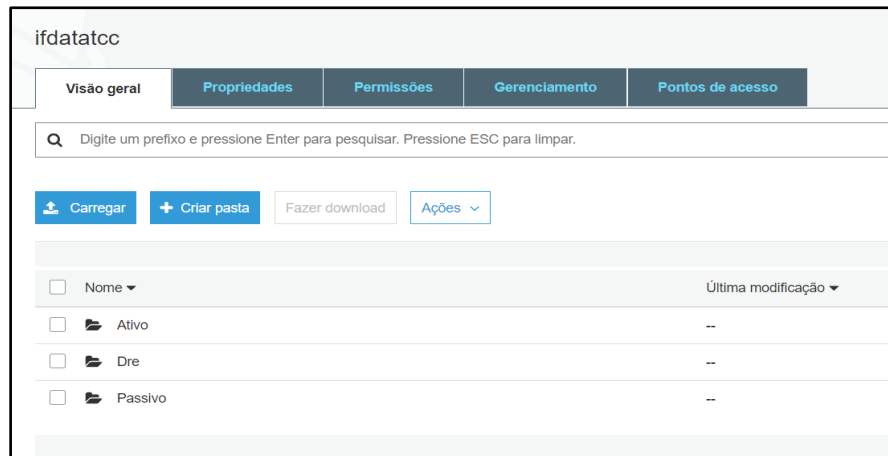 ifdatatcc
Visão geral Propriedades Permissões Gerenciamento Pontos de acesso
Digite um prefixo e pressione Enter para pesquisar. Pressione ESC para limpar.
Carregar + Criar pasta Fazer download Ações
Nome Última modificação
Ativo --
Dre --
Passivo --